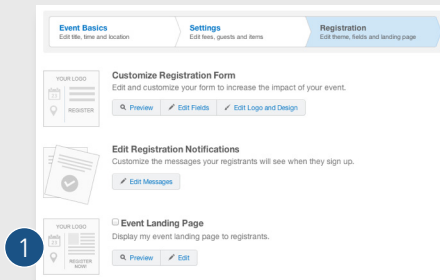 Event Basics
Edit title, time and location
Settings
Edit fees, guests and items
Registration
Edit theme, fields and landing page
YOUR LOGO
23
REGISTER
Customize Registration Form
Edit and customize your form to increase the impact of your event.
Preview
Edit Fields
Edit Logo and Design
Edit Registration Notifications
Customize the messages your registrants will see when they sign up.
Edit Messages
1
YOUR LOGO
23
REGISTER
NOW!
Event Landing Page
Display my event landing page to registrants.
Preview
Edit